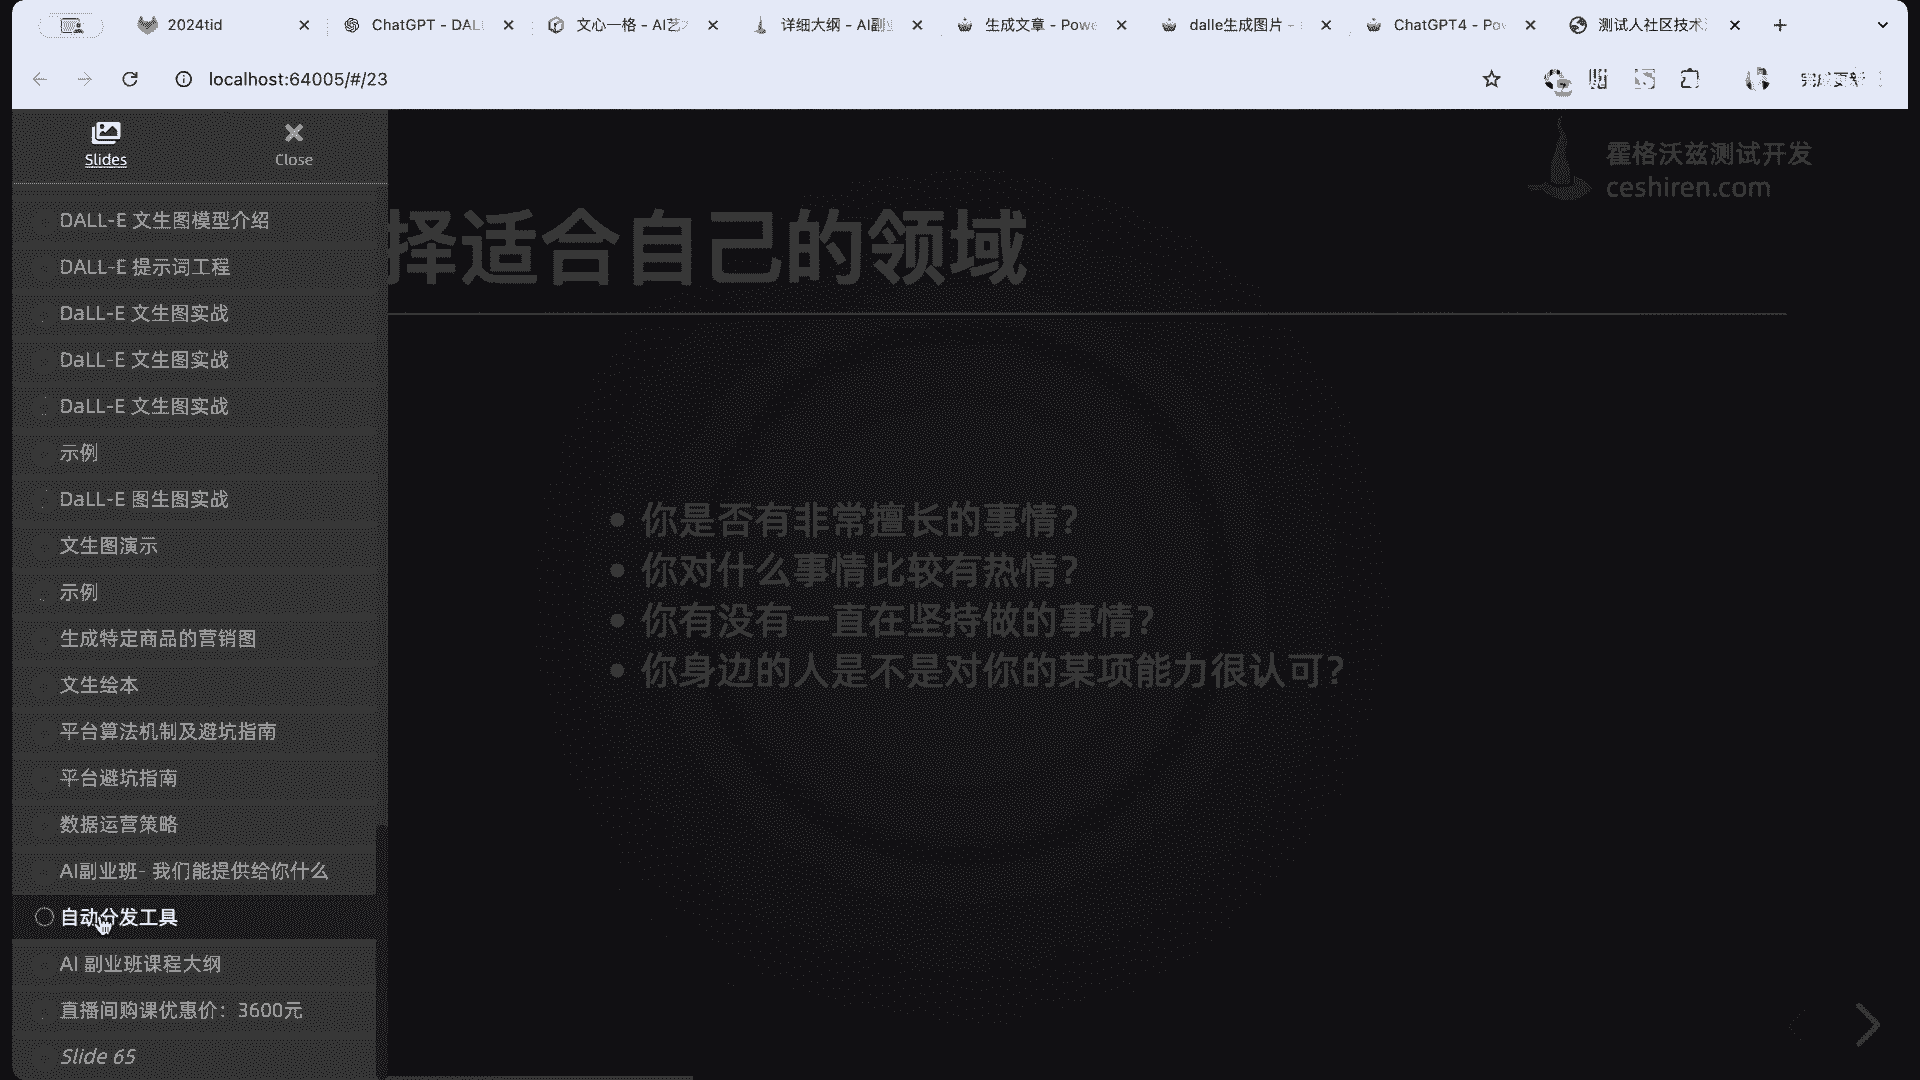 2024tid
ChatGPT - DAL
文心一格 - AI艺
详细大纲 - AI副
生成文章 - Powe
dalle生成图片 -
ChatGPT4 - Po
测试人社区技术
localhost:64005/#/23
Slides
Close
霍格沃兹测试开发
ceshiren.com
择适合自己的领域
DALL-E 文生图模型介绍
DALL-E 提示词工程
DaLL-E 文生图实战
DaLL-E 文生图实战
DaLL-E 文生图实战
示例
DaLL-E 图生图实战
文生图演示
示例
生成特定商品的营销图
文生绘本
平台算法机制及避坑指南
平台避坑指南
数据运营策略
AI副业班- 我们能提供给你什么
自动分发工具
AI 副业班课程大纲
直播间购课优惠价：3600元
Slide 65
你是否有非常擅长的事情？
你对什么事情比较有热情？
你有没有一直在坚持做的事情？
你身边的人是不是对你的某项能力很认可？